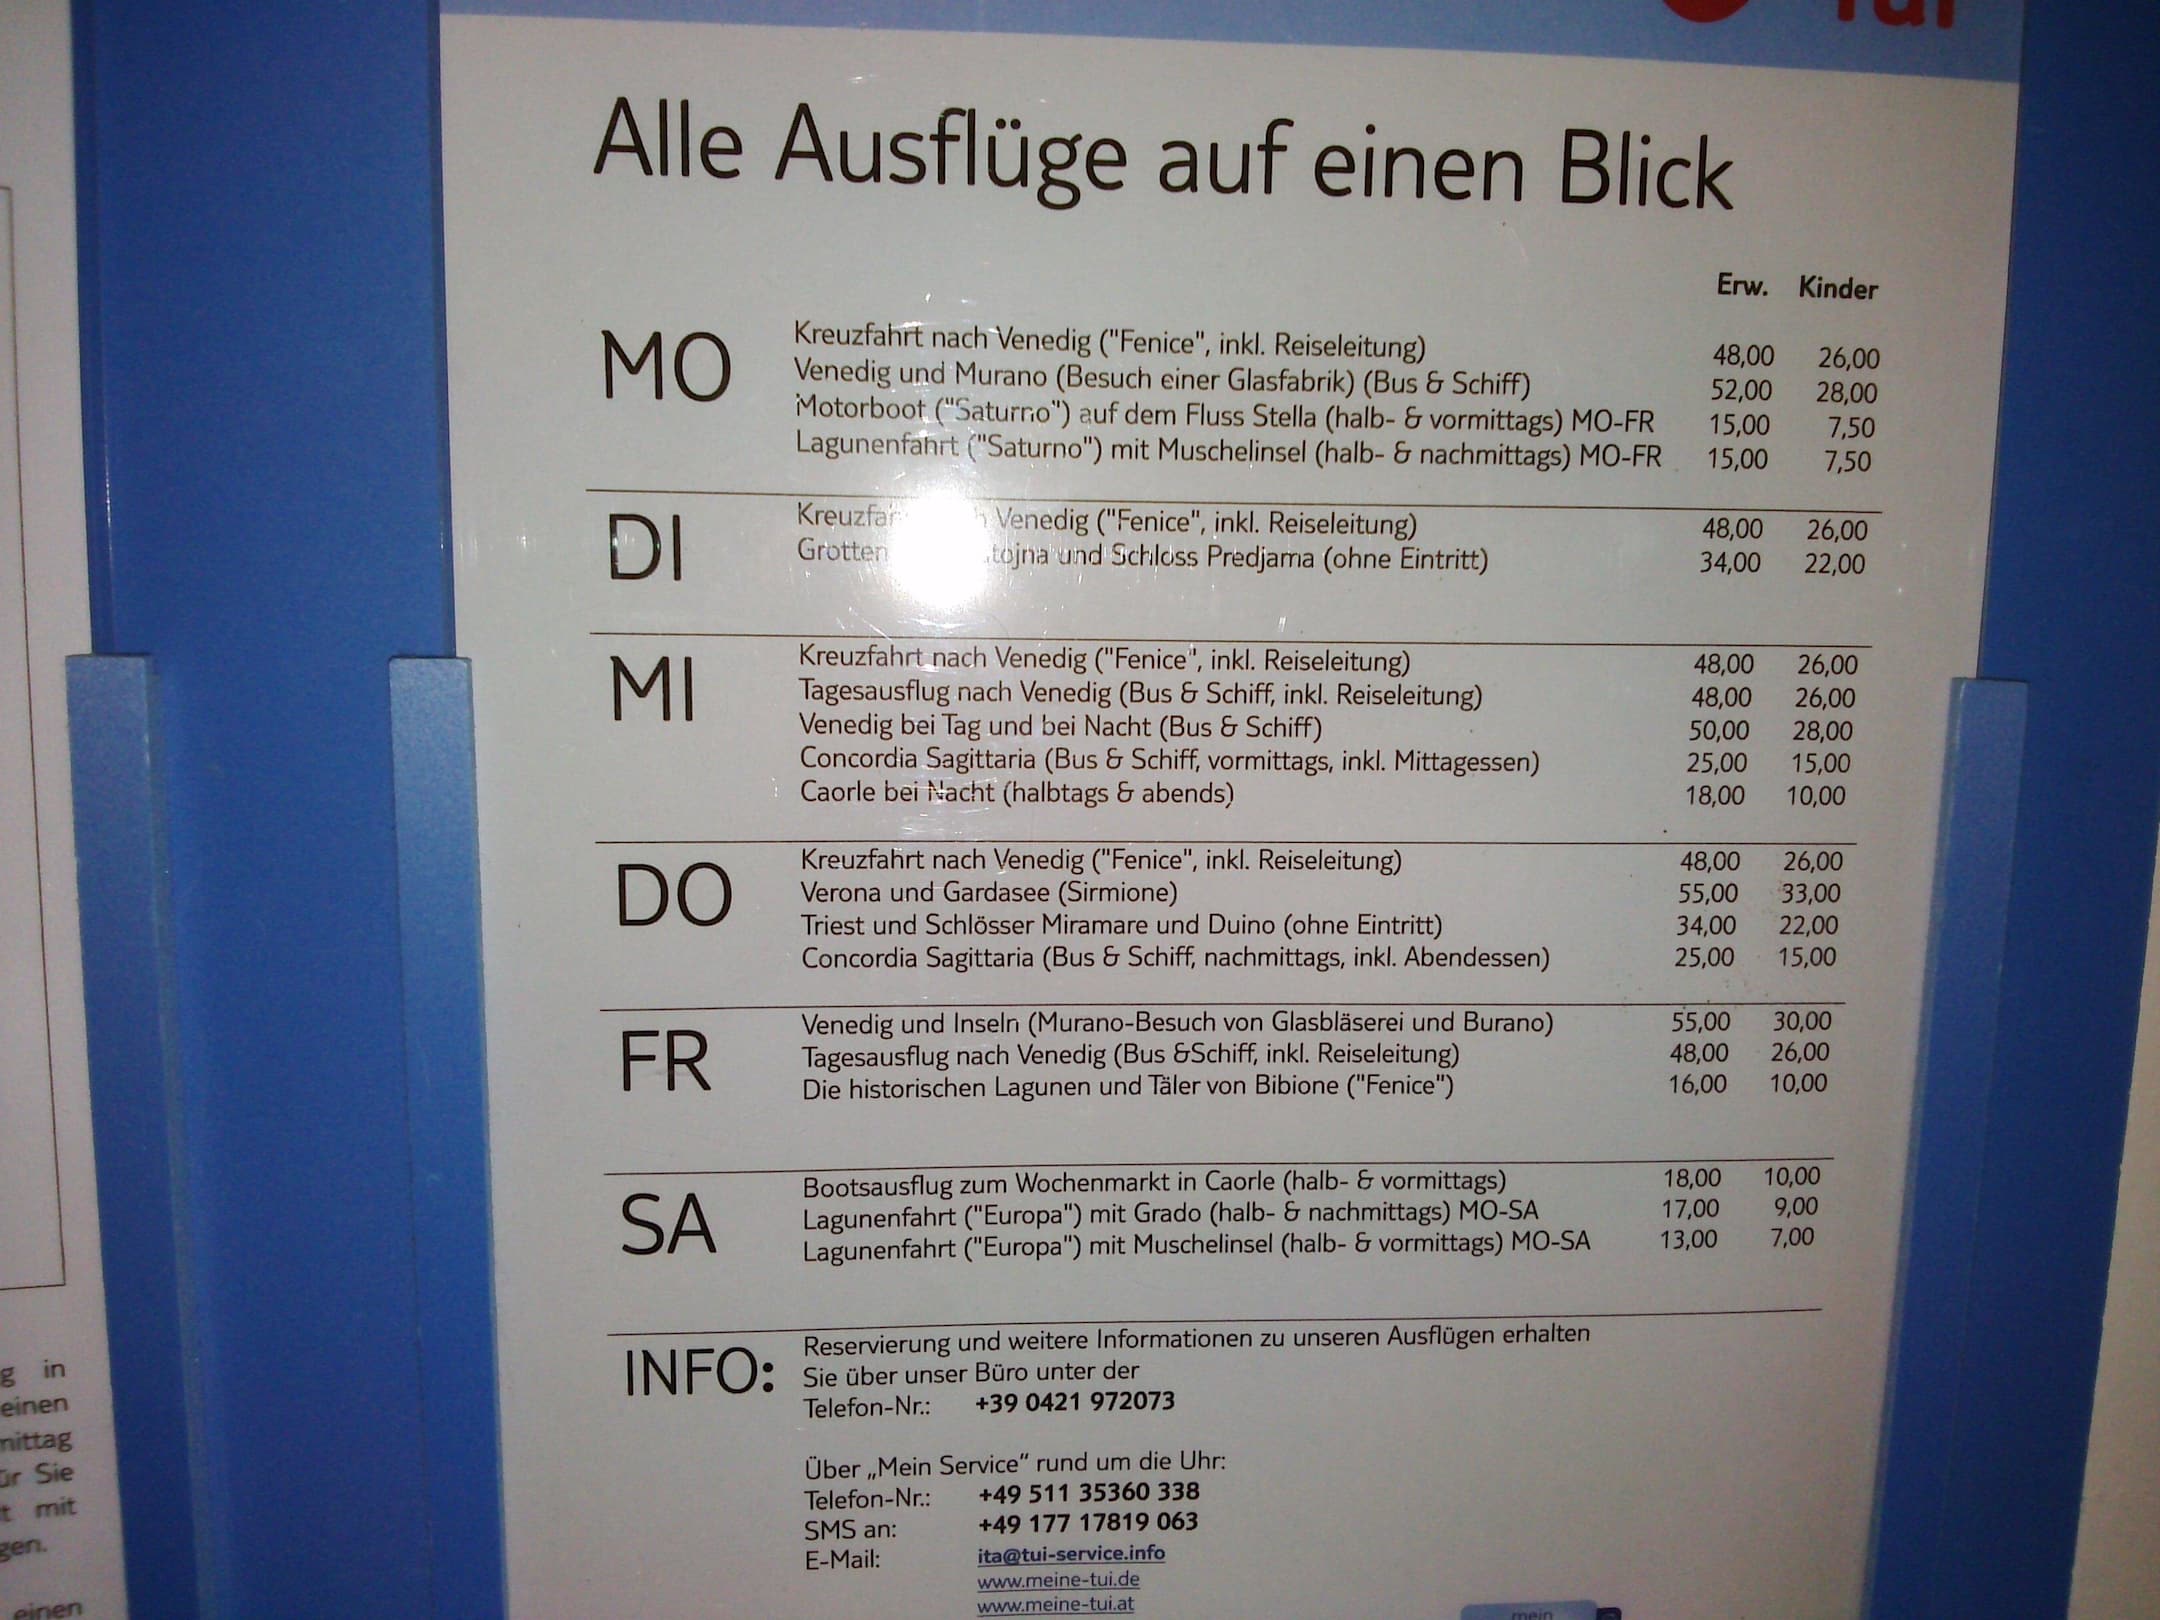 Alle Ausflüge auf einen Blick
Erw. Kinder
MO
Kreuzfahrt nach Venedig ("Fenice", inkl. Reiseleitung) 48,00 26,00
Venedig und Murano (Besuch einer Glasfabrik) (Bus & Schiff) 52,00 28,00
Motorboot ("Saturno") auf dem Fluss Stella (halb- & vormittags) MO-FR 15,00 7,50
Lagunenfahrt ("Saturno") mit Muschelinsel (halb- & nachmittags) MO-FR 15,00 7,50
DI
Venedig ("Fenice", inkl. Reiseleitung) 48,00 26,00
und Schloss Predjama (ohne Eintritt) 34,00 22,00
MI
Kreuzfahrt nach Venedig ("Fenice", inkl. Reiseleitung) 48,00 26,00
Tagesausflug nach Venedig (Bus & Schiff, inkl. Reiseleitung) 48,00 26,00
Venedig bei Tag und bei Nacht (Bus & Schiff) 50,00 28,00
Concordia Sagittaria (Bus & Schiff, vormittags, inkl. Mittagessen) 25,00 15,00
Caorle bei Nacht (halbtags & abends) 18,00 10,00
DO
Kreuzfahrt nach Venedig ("Fenice", inkl. Reiseleitung) 48,00 26,00
Verona und Gardasee (Sirmione) 55,00 33,00
Triest und Schlösser Miramare und Duino (ohne Eintritt) 34,00 22,00
Concordia Sagittaria (Bus & Schiff, nachmittags, inkl. Abendessen) 25,00 15,00
FR
Venedig und Inseln (Murano-Besuch von Glasbläserei und Burano) 55,00 30,00
Tagesausflug nach Venedig (Bus &Schiff, inkl. Reiseleitung) 48,00 26,00
Die historischen Lagunen und Täler von Bibione ("Fenice") 16,00 10,00
SA
Bootsausflug zum Wochenmarkt in Caorle (halb- & vormittags) 18,00 10,00
Lagunenfahrt ("Europa") mit Grado (halb- & nachmittags) MO-SA 17,00 9,00
Lagunenfahrt ("Europa") mit Muschelinsel (halb- & vormittags) MO-SA 13,00 7,00
INFO:
Reservierung und weitere Informationen zu unseren Ausflügen erhalten
Sie über unser Büro unter der
Telefon-Nr.: +39 0421 972073
Über „Mein Service" rund um die Uhr:
Telefon-Nr.: +49 511 35360 338
SMS an: +49 177 17819 063
E-Mail: ita@tui-service.info
www.meine-tui.de
www.meine-tui.at
mein
in
einen
Sie
mit
einen